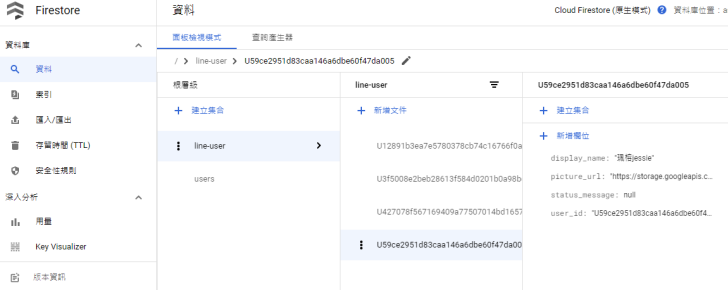 Firestore
資料
Cloud Firestore (原生模式)
資料庫位置：a
資料庫
面板檢視模式
查詢產生器
資料
/ > line-user > U59ce2951d83caa146a6dbe60f47da005
索引
根層級
line-user
U59ce2951d83caa146a6dbe60f47da005
匯入/匯出
建立集合
新增文件
建立集合
存留時間 (TTL)
新增欄位
安全性規則
line-user
U12891b3ea7e5780378cb74c16766f0a
display_name: "瑀恒jessie"
users
U3f5008e2beb28613f584d0201b0a98b
picture_url: "https://storage.googleapis.c...
深入分析
status_message: null
用量
U427078f567169409a77507014bd1657
user_id: "U59ce2951d83caa146a6dbe60f4...
Key Visualizer
U59ce2951d83caa146a6dbe60f47da00
版本資訊